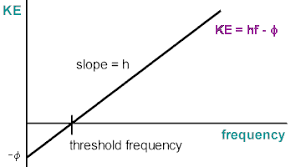 KE
KE = hf - ϕ
slope = h
frequency
threshold frequency
-ϕ